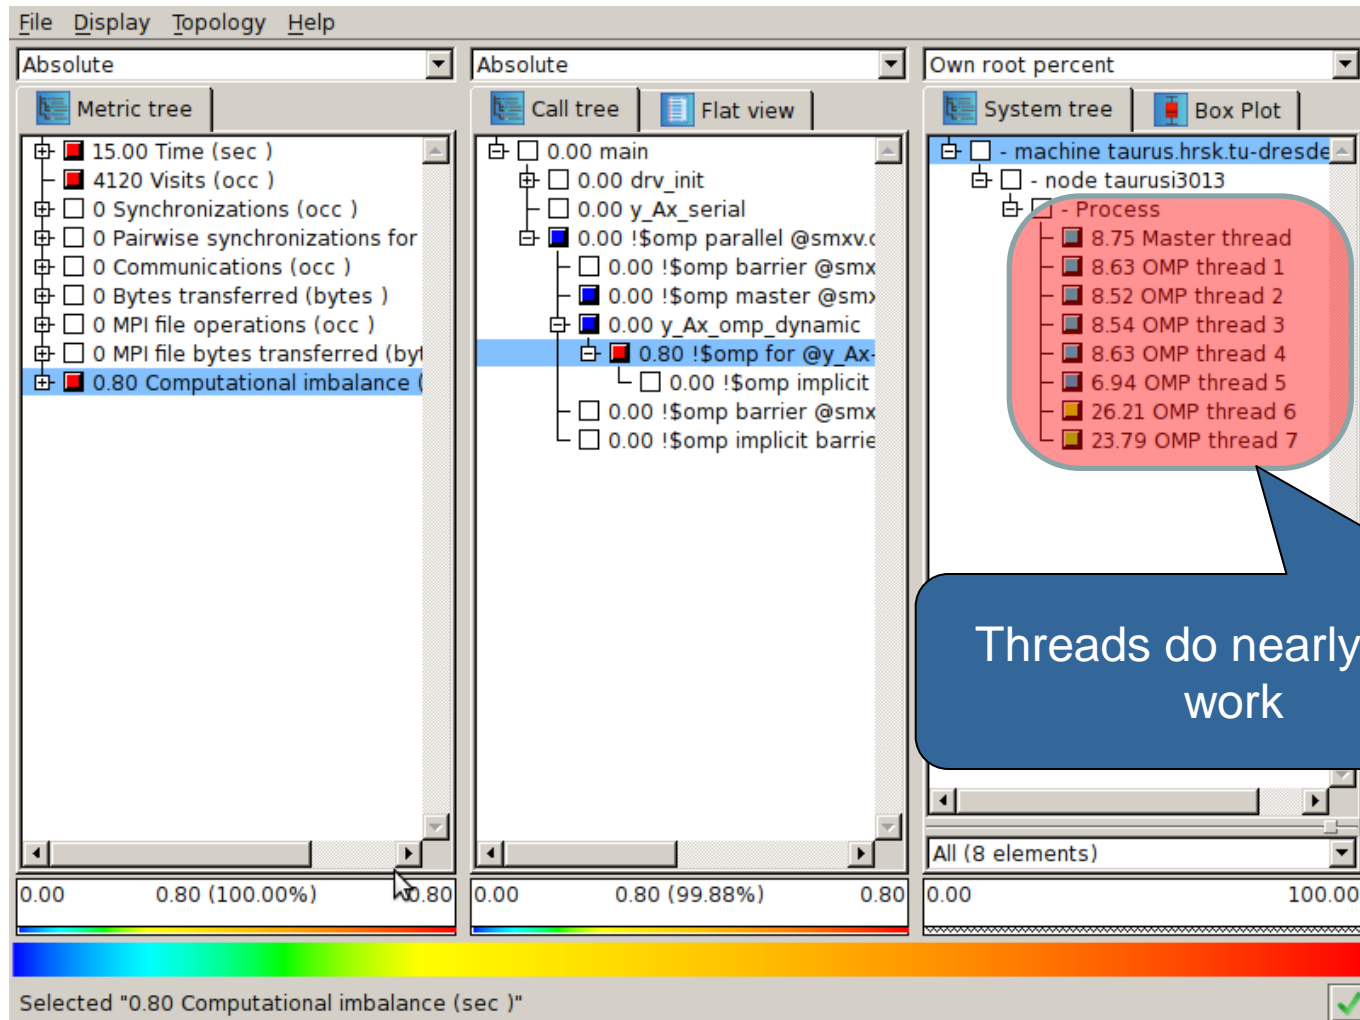 File Display Topology Help
Absolute
Metric tree
15.00 Time (sec )
4120 Visits (occ )
0 Synchronizations (occ )
0 Pairwise synchronizations for
0 Communications (occ )
0 Bytes transferred (bytes )
0 MPI file operations (occ )
0 MPI file bytes transferred (byt
0.80 Computational imbalance (
0.00 0.80 (100.00%) 0.80
Absolute
Call tree Flat view
0.00 main
0.00 drv_init
0.00 y_Ax_serial
0.00 !$omp parallel @smxv.c
0.00 !$omp barrier @smx
0.00 !$omp master @smx
0.00 y_Ax_omp_dynamic
0.80 !$omp for @y_Ax-
0.00 !$omp implicit
0.00 !$omp barrier @smx
0.00 !$omp implicit barrie
0.00 0.80 (99.88%) 0.80
Own root percent
System tree Box Plot
- machine taurus.hrsk.tu-dresde
- node taurusi3013
- Process
8.75 Master thread
8.63 OMP thread 1
8.52 OMP thread 2
8.54 OMP thread 3
8.63 OMP thread 4
6.94 OMP thread 5
26.21 OMP thread 6
23.79 OMP thread 7
Threads do nearly
work
All (8 elements)
0.00 100.00
Selected "0.80 Computational imbalance (sec )"